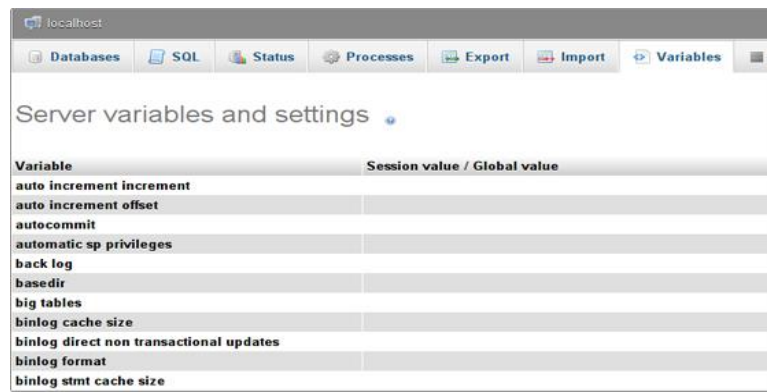 localhost
Databases SQL Status Processes Export Import Variables
Server variables and settings
Variable Session value / Global value
auto increment increment
auto increment offset
autocommit
automatic sp privileges
back log
basedir
big tables
binlog cache size
binlog direct non transactional updates
binlog format
binlog stmt cache size